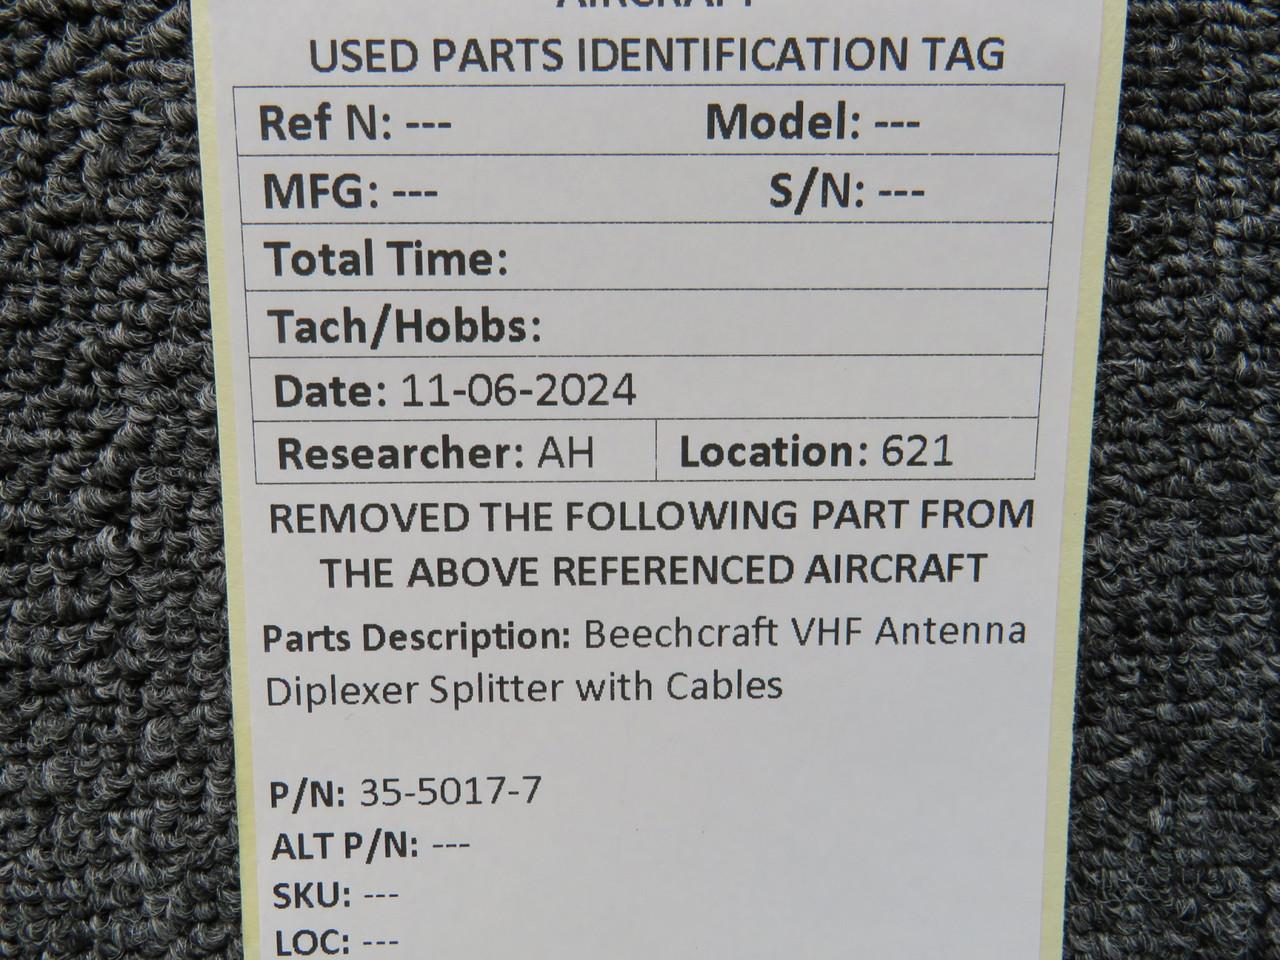 AIRCRAFT
USED PARTS IDENTIFICATION TAG
Ref N: --- Model: ---
MFG: --- S/N: ---
Total Time:
Tach/Hobbs:
Date: 11-06-2024
Researcher: AH Location: 621
REMOVED THE FOLLOWING PART FROM
THE ABOVE REFERENCED AIRCRAFT
Parts Description: Beechcraft VHF Antenna
Diplexer Splitter with Cables
P/N: 35-5017-7
ALT P/N: ---
SKU: ---
LOC: ---